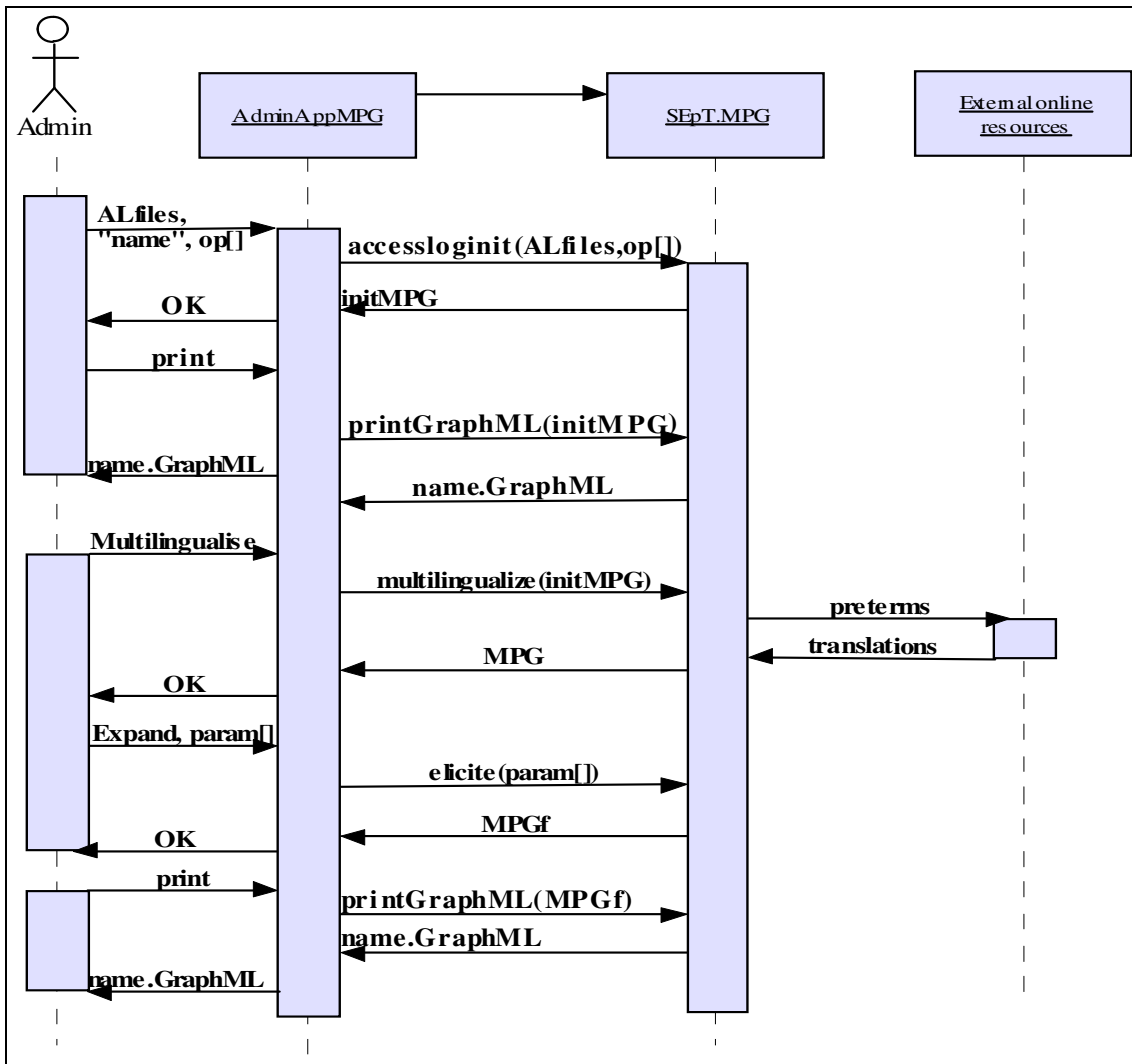 Admin
AdminAppMPG
SEpT.MPG
External online
resources
ALfiles,
"name", op[]
accessloginit(ALfiles,op[])
initMPG
OK
print
printGraphML(initMPG)
name.GraphML
name.GraphML
Multilingualise
multilingualize(initMPG)
preterms
translations
MPG
OK
Expand, param[]
elicite(param[])
MPGf
OK
print
printGraphML(MPGf)
name.GraphML
name.GraphML